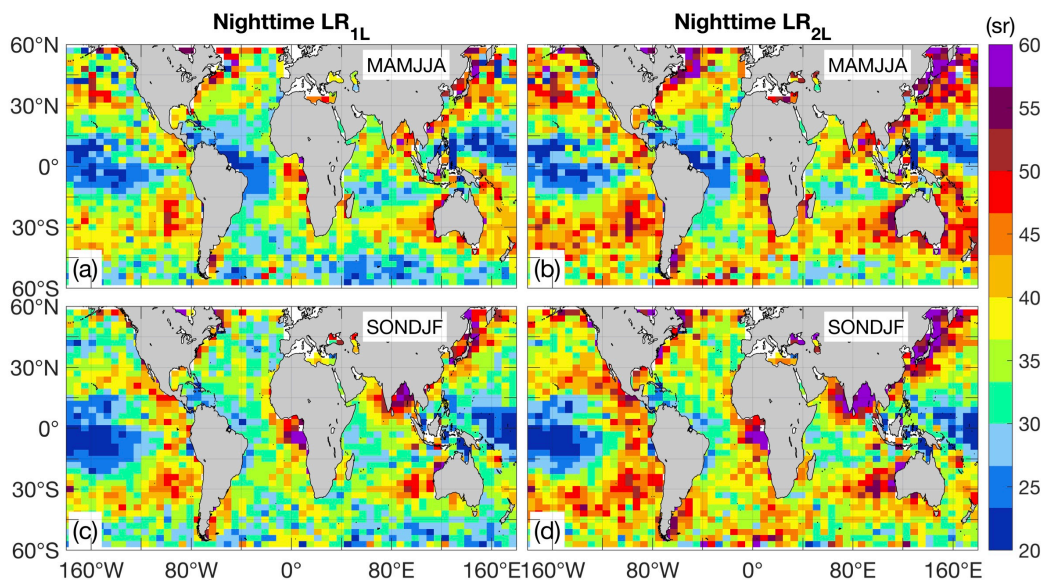 Nighttime LR1L
Nighttime LR2L
(sr)
60°N
MAMJJA
MAMJJA
60
30°N
55
0°
50
30°S
45
(a)
(b)
60°S
40
60°N
SONDJF
SONDJF
30°N
35
0°
30
30°S
25
(c)
(d)
60°S
20
160°W
80°W
0°
80°E
160°E
160°W
80°W
0°
80°E
160°E